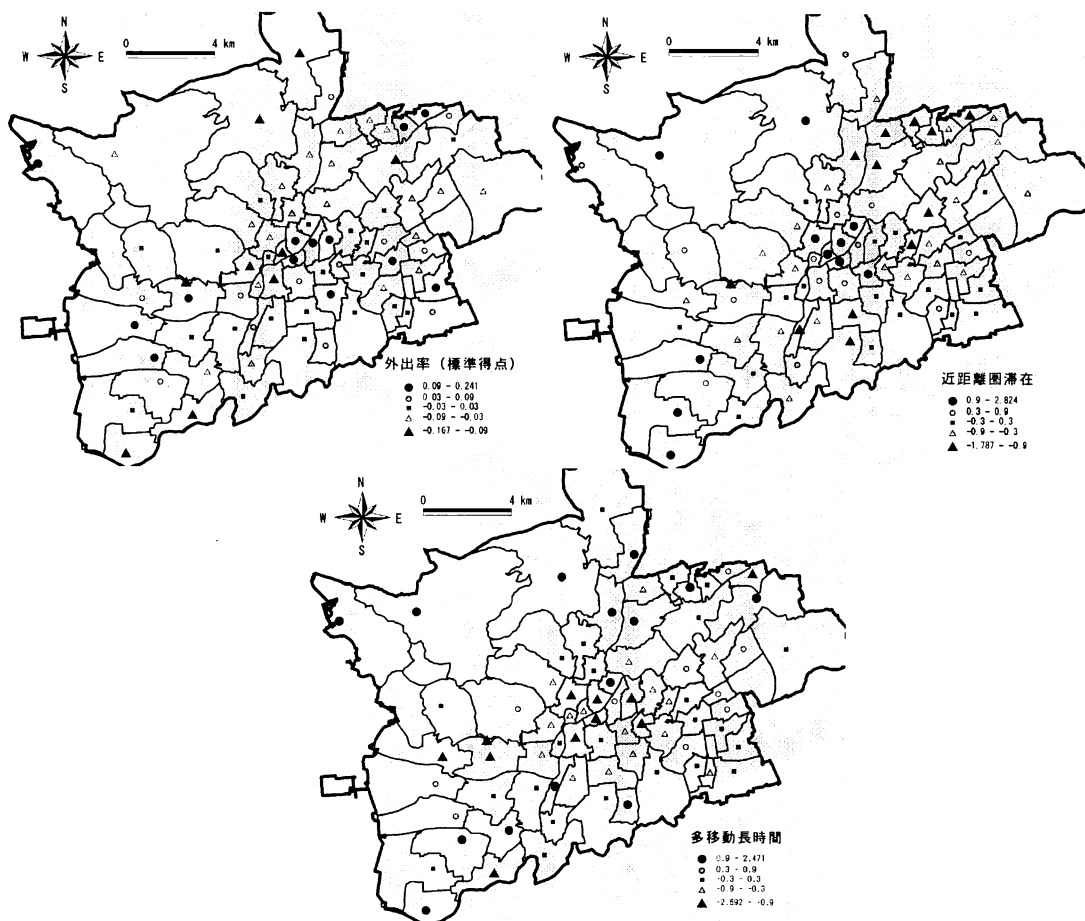 N
W E
S
0 4 km
外出率（標準得点）
0.09 - 0.241
0.03 - 0.09
-0.03 - 0.03
-0.09 - -0.03
-0.167 - -0.09
N
W E
S
0 4 km
近距離圏滞在
0.9 - 2.824
0.3 - 0.9
-0.3 - 0.3
-0.9 - -0.3
-1.787 - -0.9
N
W E
S
0 4 km
多移動長時間
0.9 - 2.471
0.3 - 0.9
-0.3 - 0.3
-0.9 - -0.3
-2.692 - -0.9